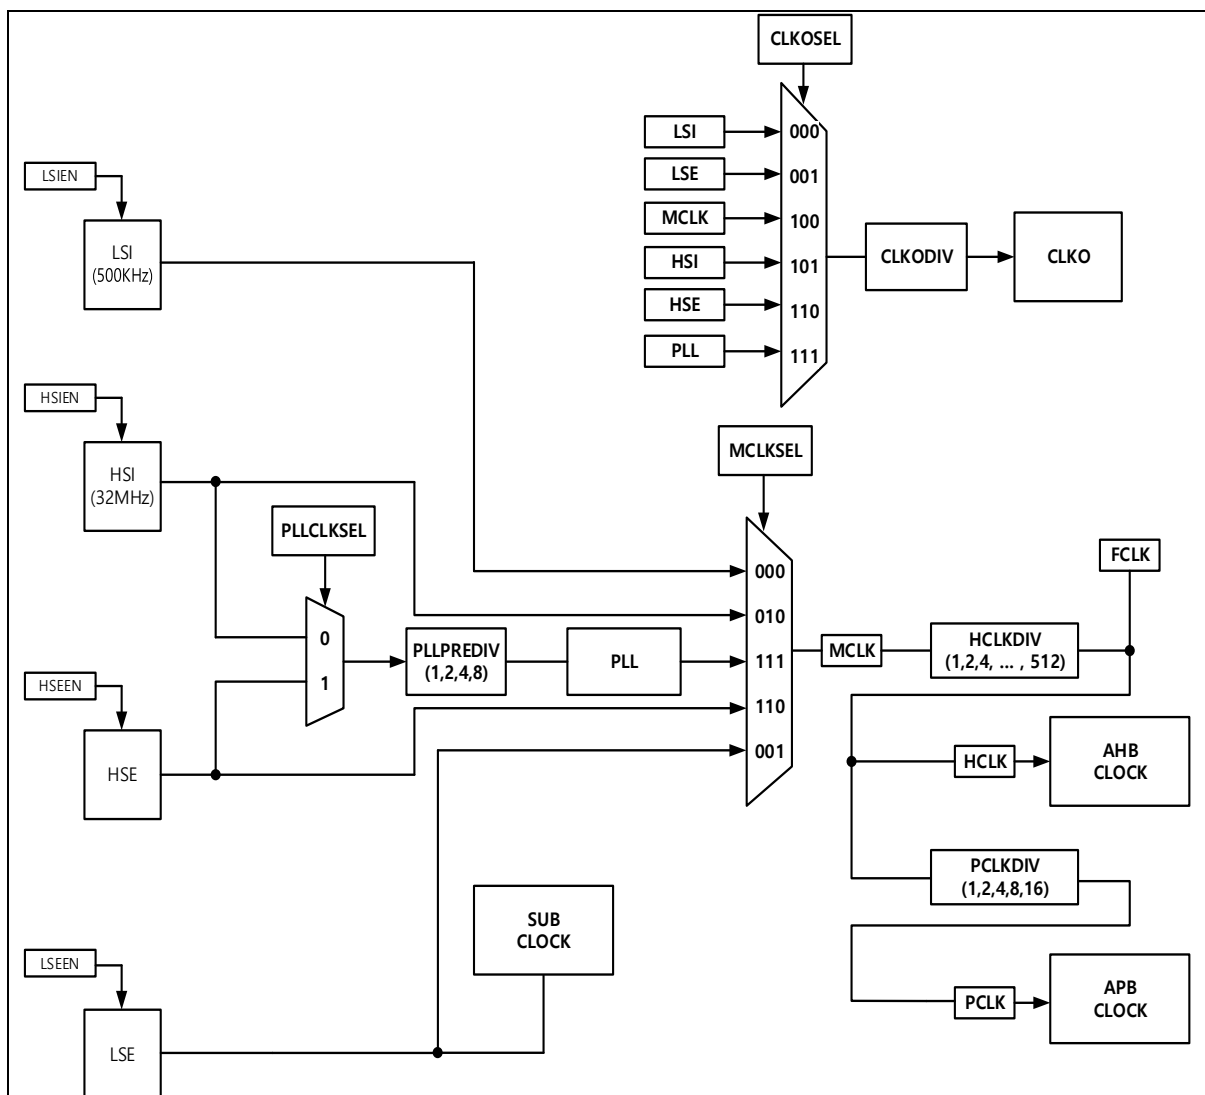 CLKOSEL
LSI
000
LSE
001
MCLK
100
HSI
101
HSE
110
PLL
111
CLKODIV
CLKO
LSIEN
LSI
(500KHz)
HSIEN
HSI
(32MHz)
MCLKSEL
PLLCLKSEL
0
1
PLLPREDIV
(1,2,4,8)
PLL
000
010
111
110
001
MCLK
HCLKDIV
(1,2,4, ... , 512)
FCLK
HSEEN
HSE
HCLK
AHB
CLOCK
PCLKDIV
(1,2,4,8,16)
SUB
CLOCK
LSEEN
LSE
PCLK
APB
CLOCK